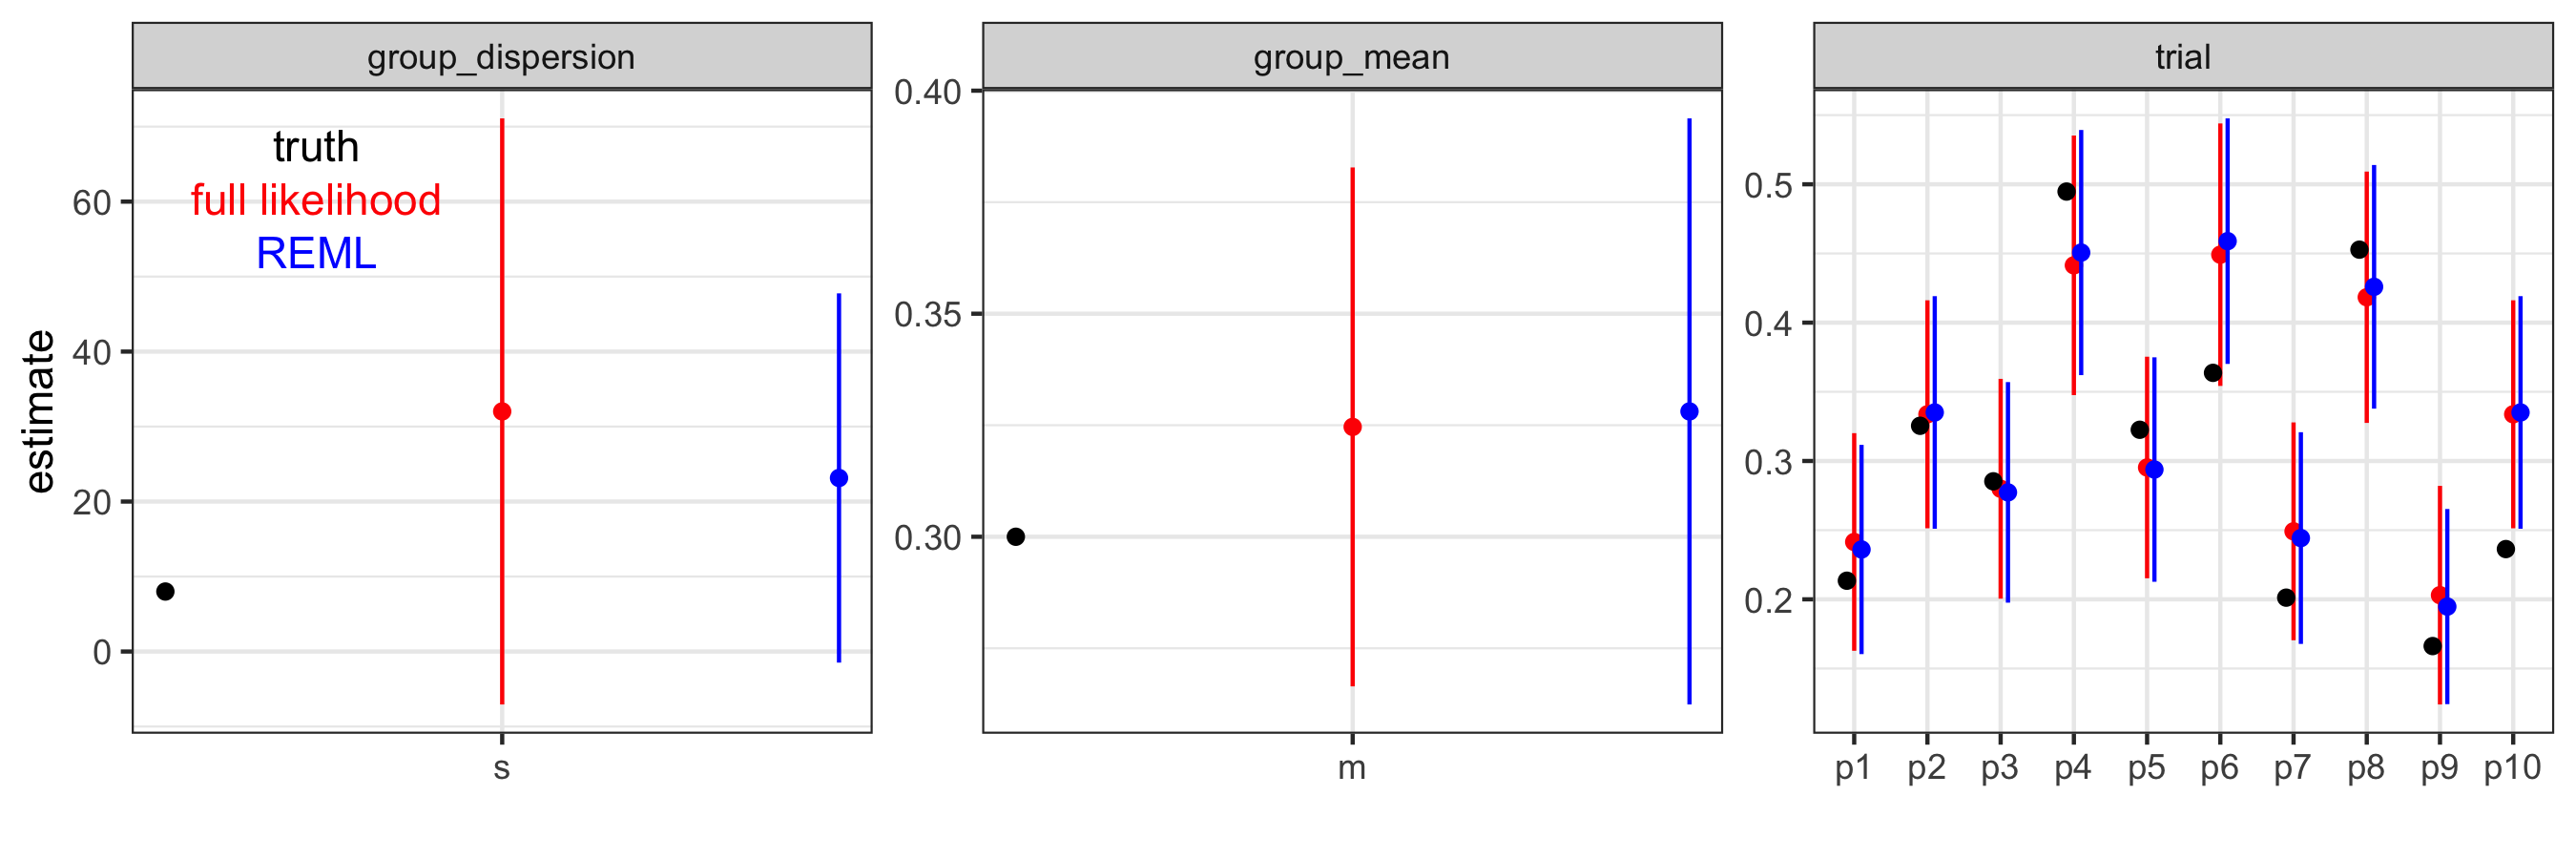 group_dispersion
group_mean
trial
truth
full likelihood
REML
estimate
60
40
20
0
s
0.40
0.35
0.30
m
0.5
0.4
0.3
0.2
p1 p2 p3 p4 p5 p6 p7 p8 p9 p10